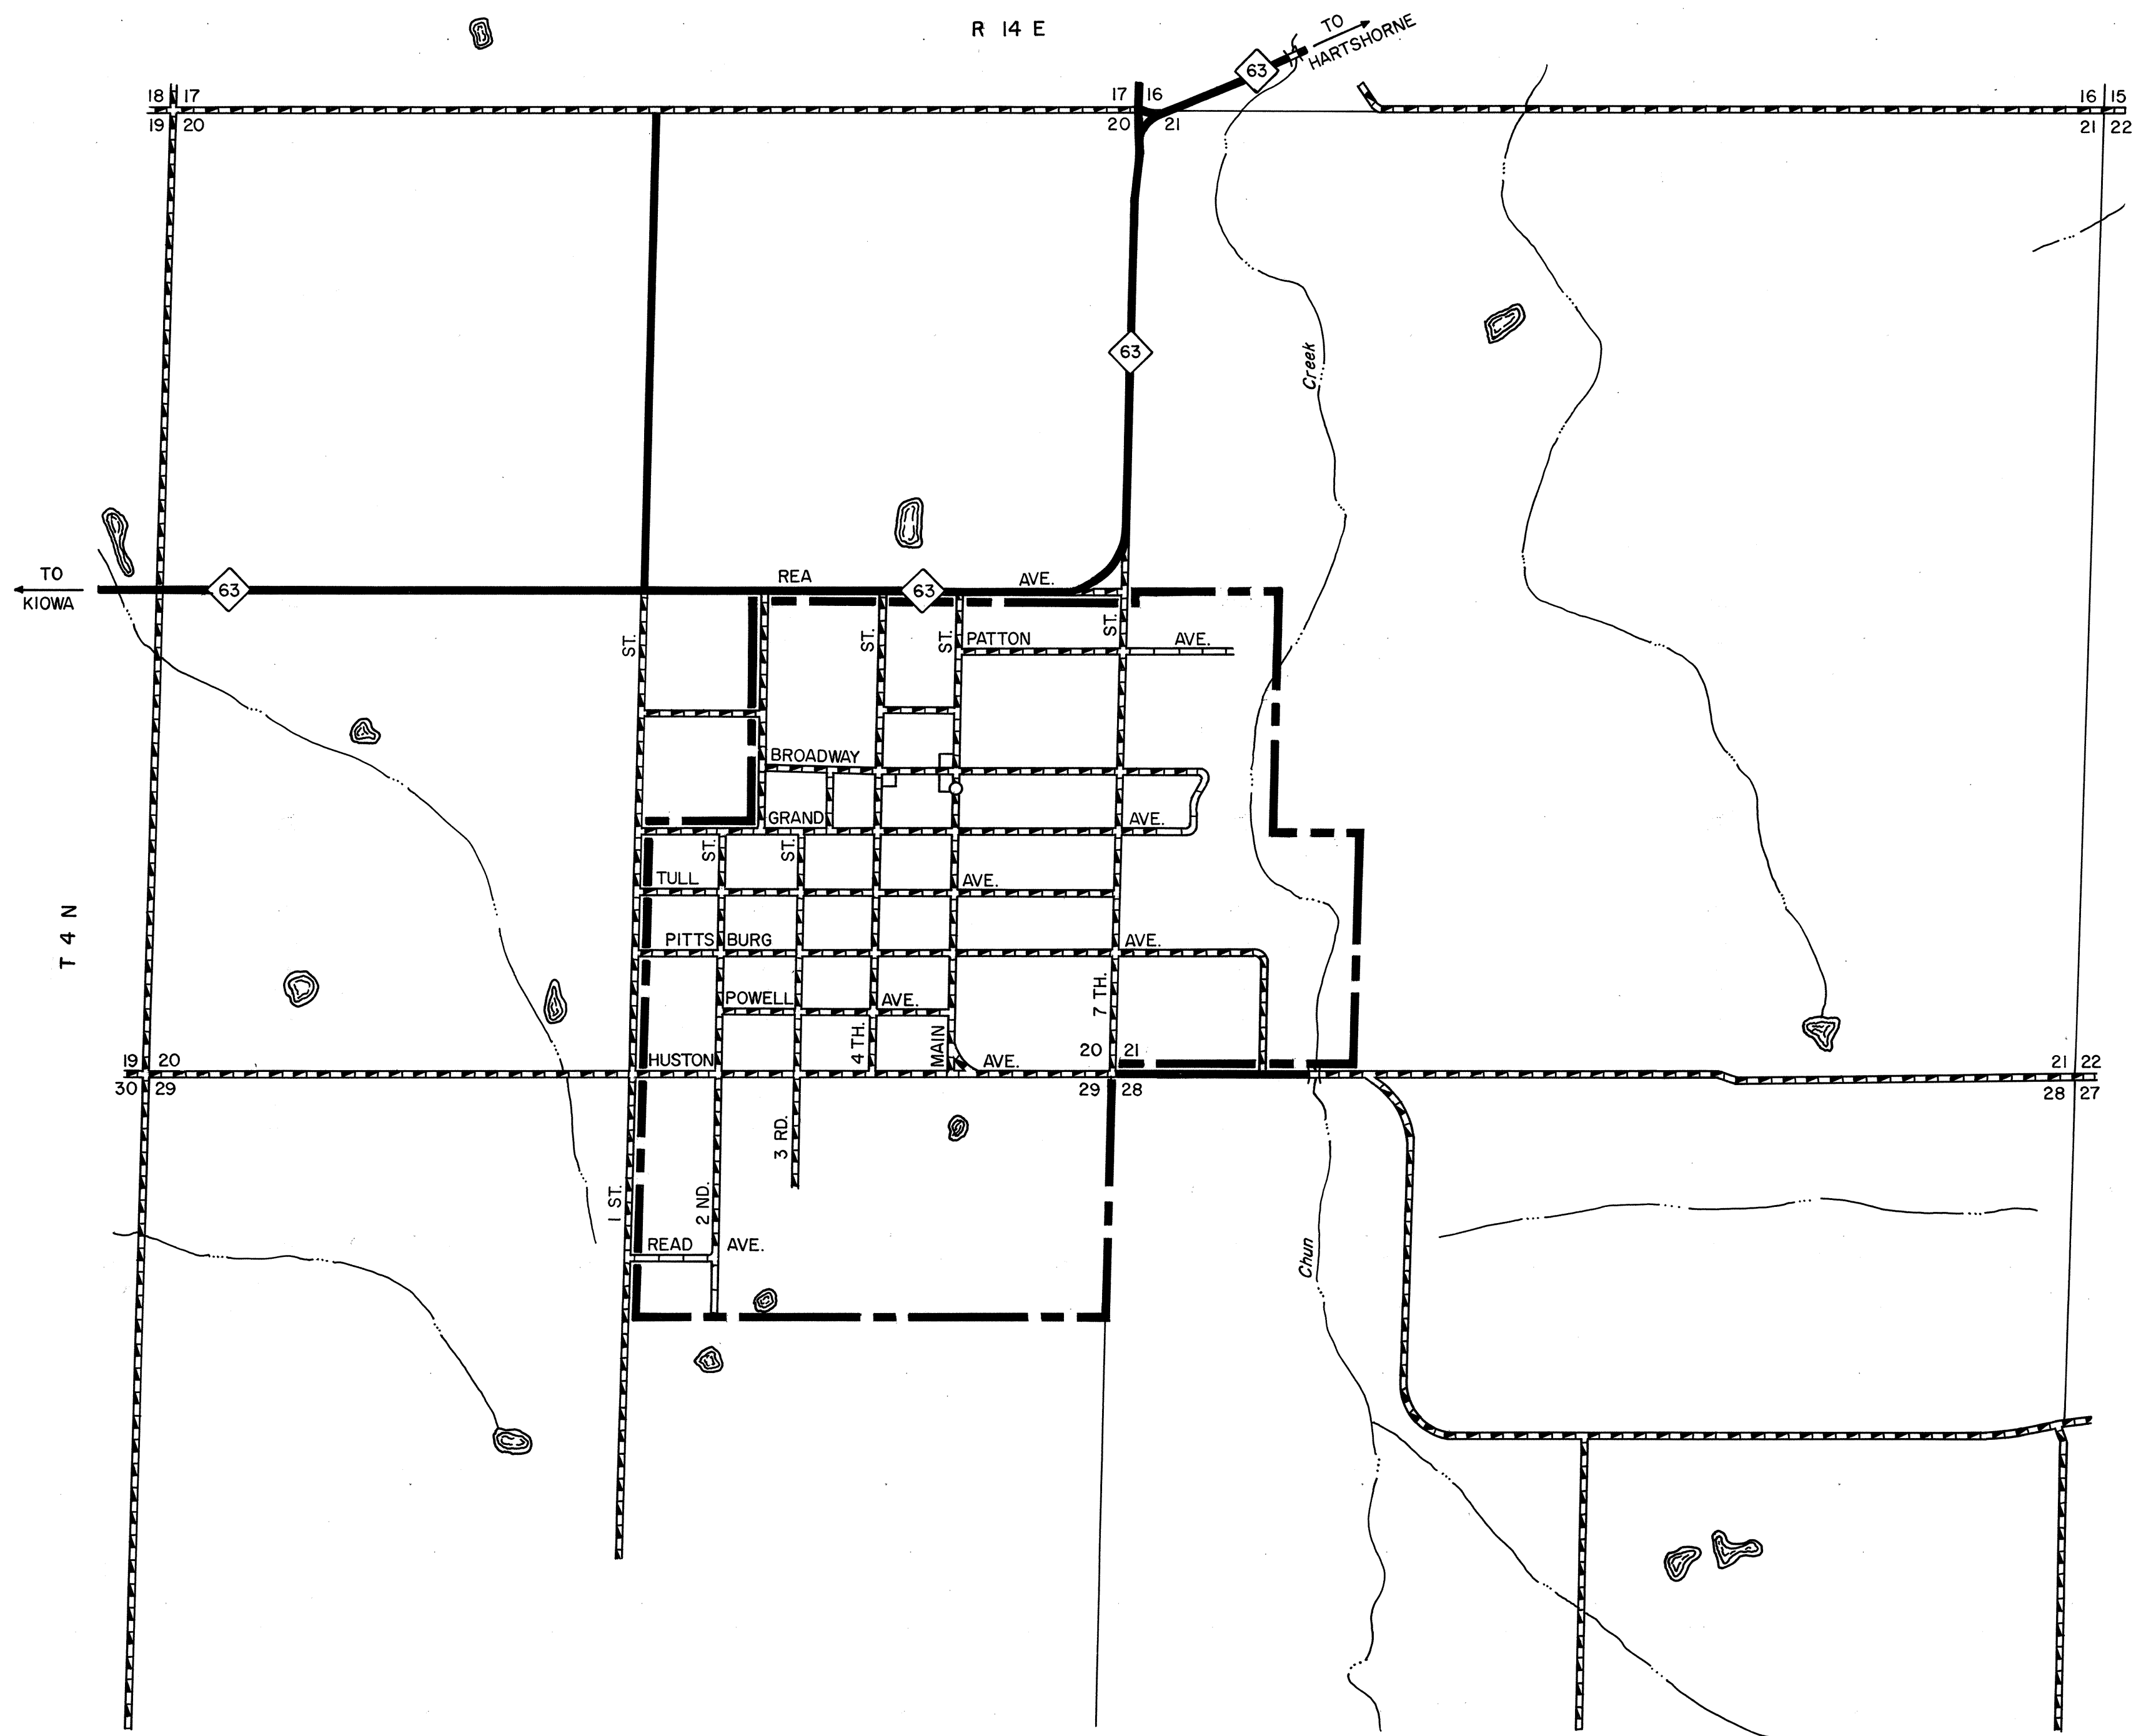 R 14 E
TO
HARTSHORNE
63
18 17
19 20
17 16
20 21
16 15
21 22
63
Creek
TO
KIOWA
63
REA AVE.
63
ST.
ST.
ST.
ST.
PATTON AVE.
BROADWAY
GRAND AVE.
ST.
ST.
TULL AVE.
T 4 N
PITTSBURG AVE.
POWELL AVE.
7 TH.
4 TH.
MAIN
HUSTON AVE.
19 20
30 29
20 21
29 28
21 22
28 27
3 RD.
1 ST.
2 ND.
READ AVE.
Chun